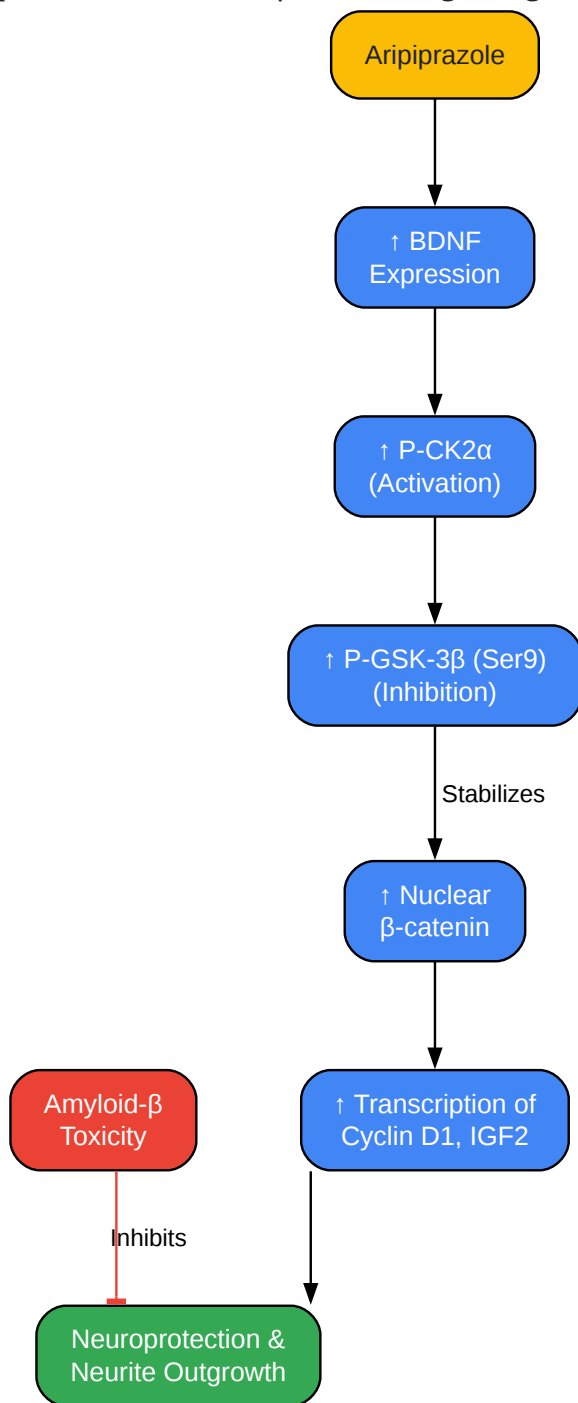 Aripiprazole
↑ BDNF
Expression
↑ P-CK2α
(Activation)
↑ P-GSK-3β (Ser9)
(Inhibition)
Stabilizes
↑ Nuclear
β-catenin
Amyloid-β
Toxicity
↑ Transcription of
Cyclin D1, IGF2
Inhibits
Neuroprotection &
Neurite Outgrowth